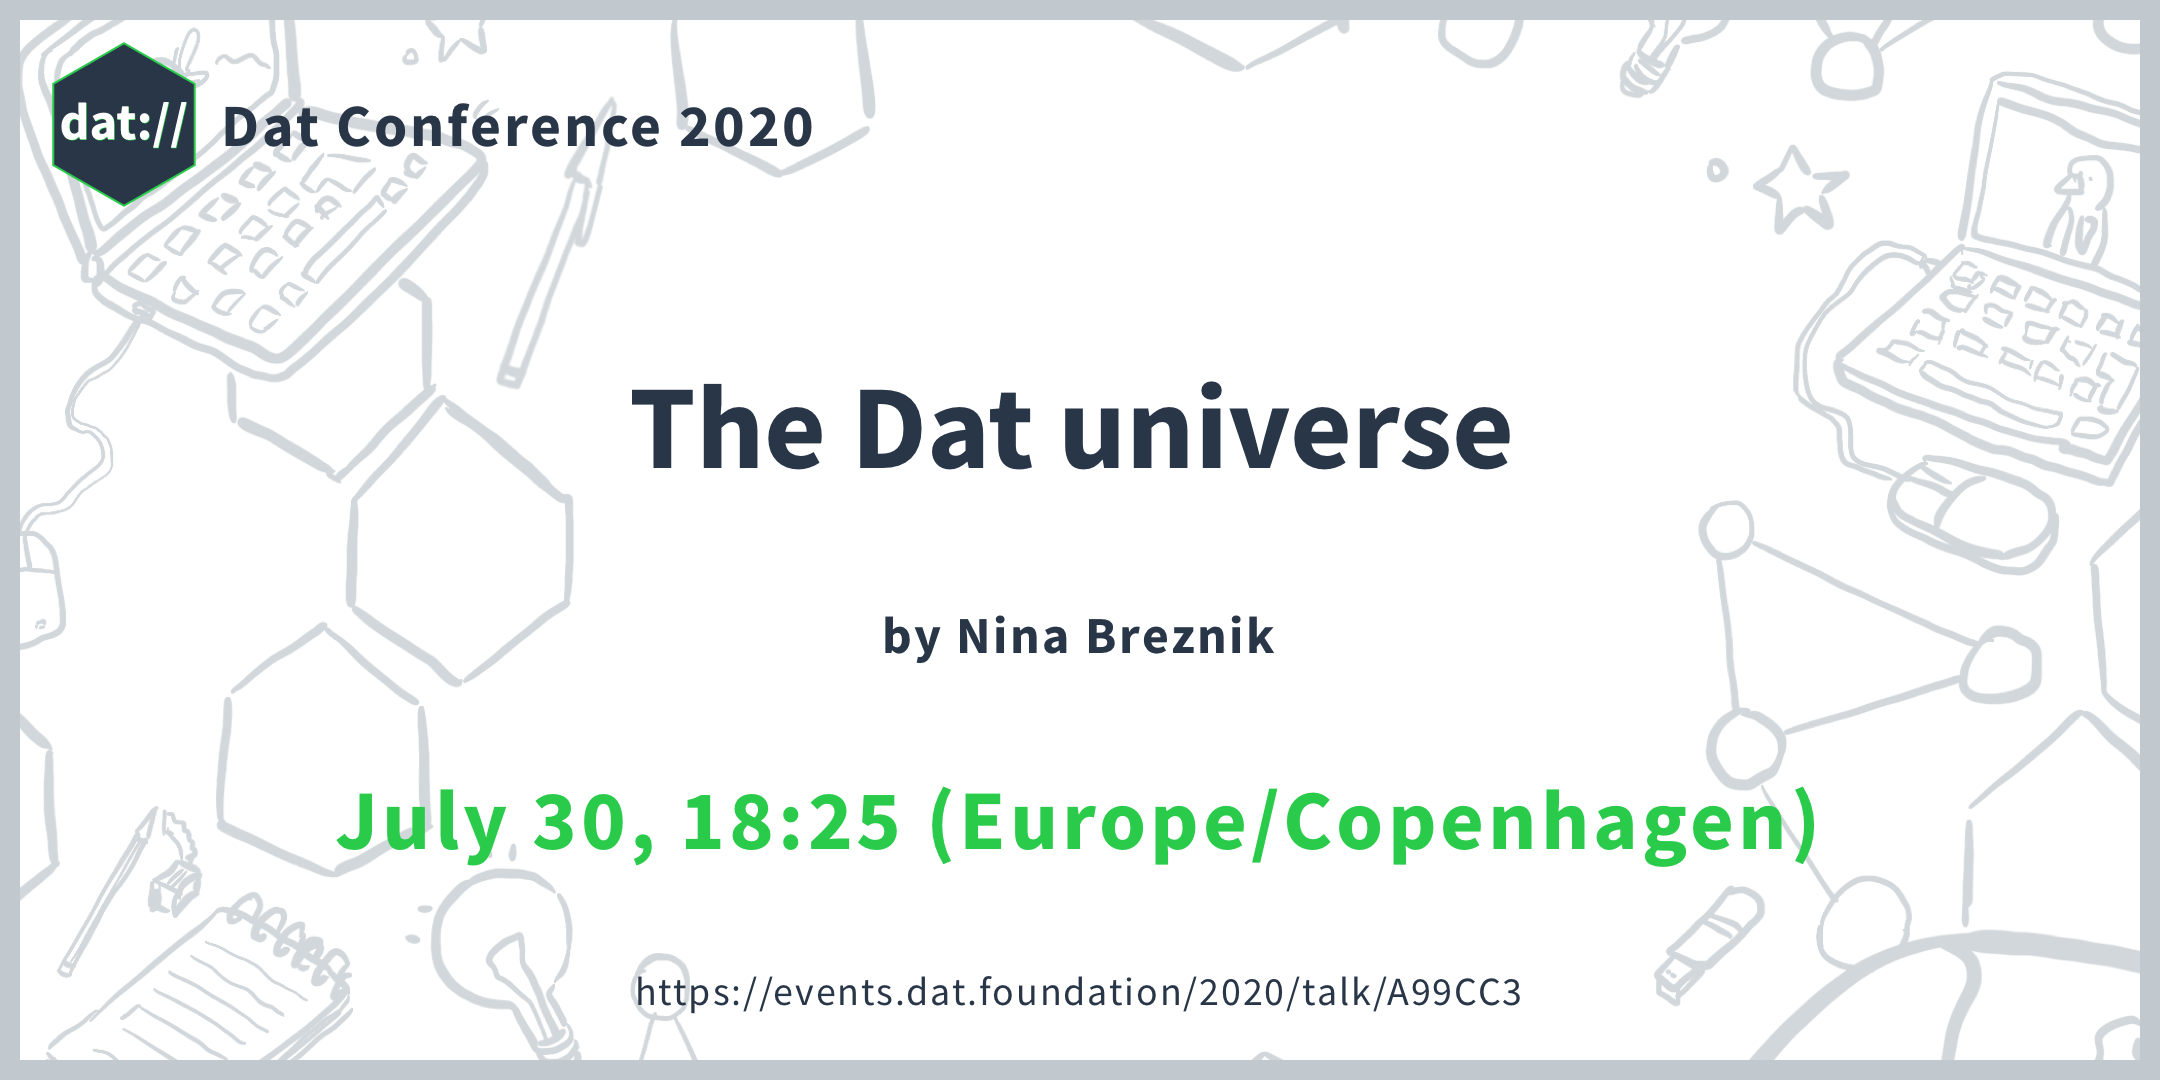 dat://
Dat Conference 2020
The Dat universe
by Nina Breznik
July 30, 18:25 (Europe/Copenhagen)
https://events.dat.foundation/2020/talk/A99CC3